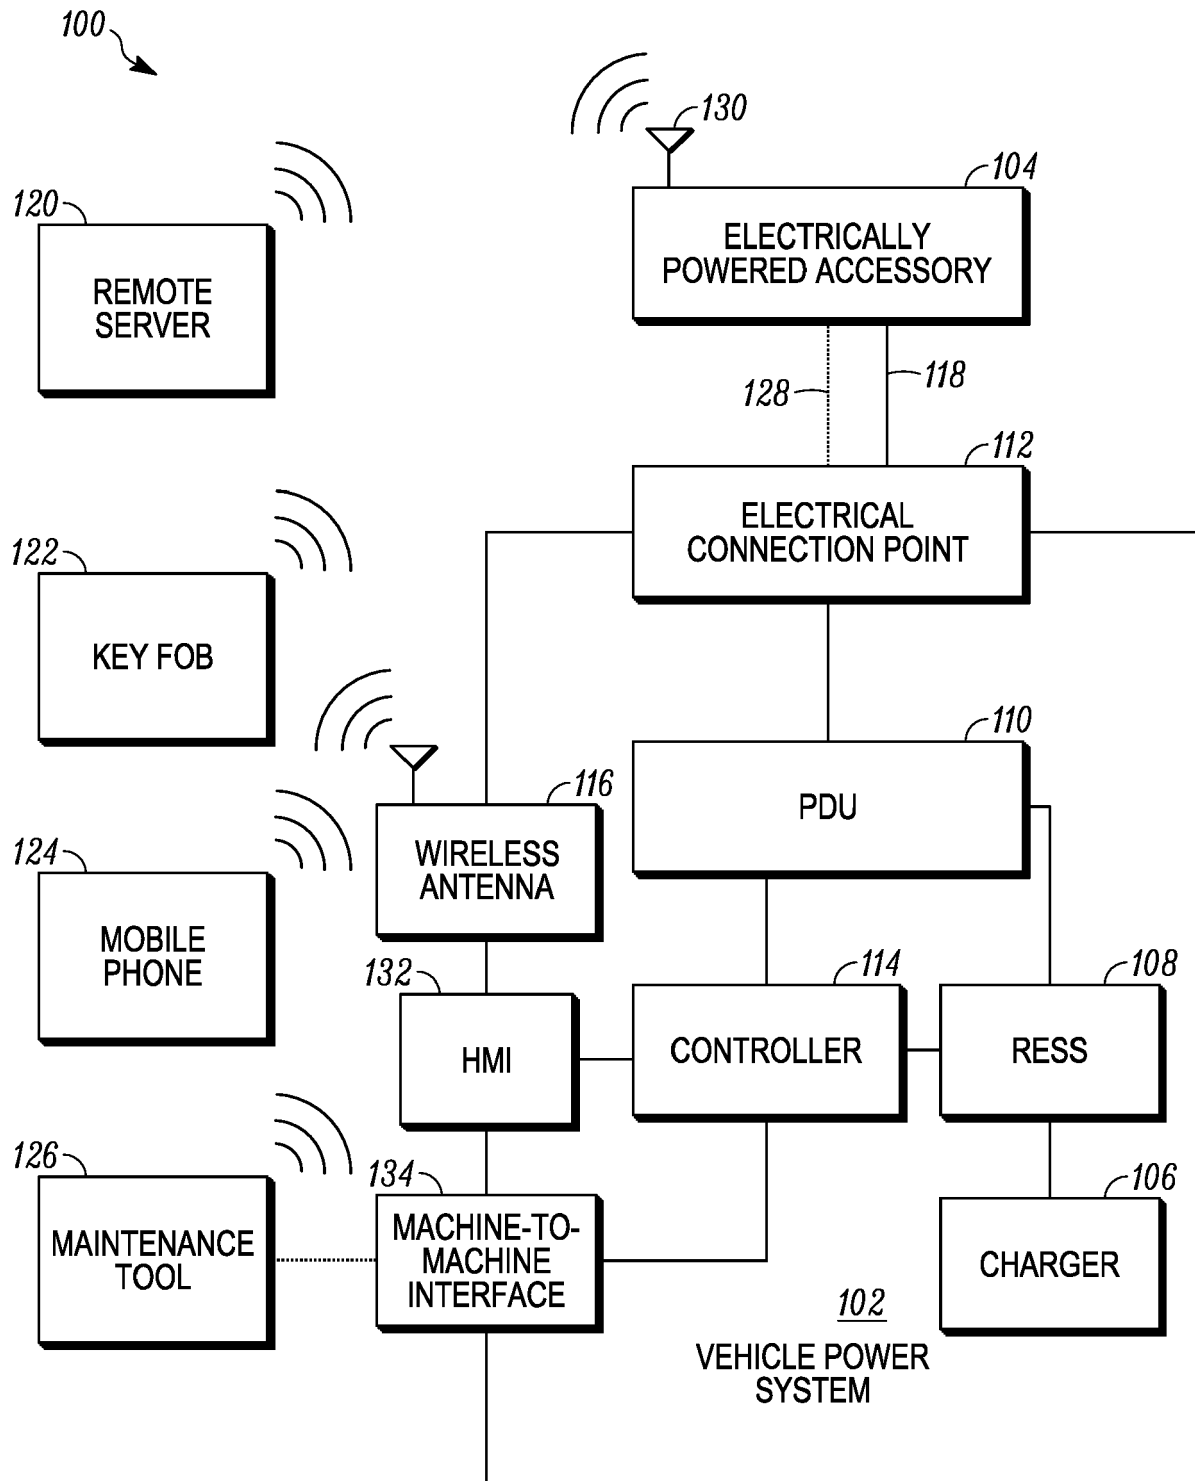 100
130
104
ELECTRICALLY
POWERED ACCESSORY
120
REMOTE
SERVER
128
118
112
ELECTRICAL
CONNECTION POINT
122
KEY FOB
110
PDU
116
WIRELESS
ANTENNA
124
MOBILE
PHONE
132
HMI
114
CONTROLLER
108
RESS
126
MAINTENANCE
TOOL
134
MACHINE-TO-
MACHINE
INTERFACE
106
CHARGER
102
VEHICLE POWER
SYSTEM